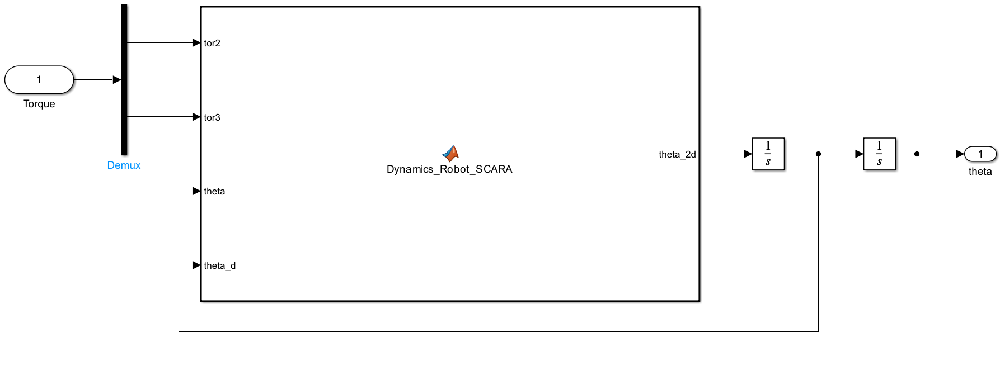 1
Torque
Demux
tor2
tor3
theta
theta_d
Dynamics_Robot_SCARA
theta_2d
1
s
1
s
1
theta